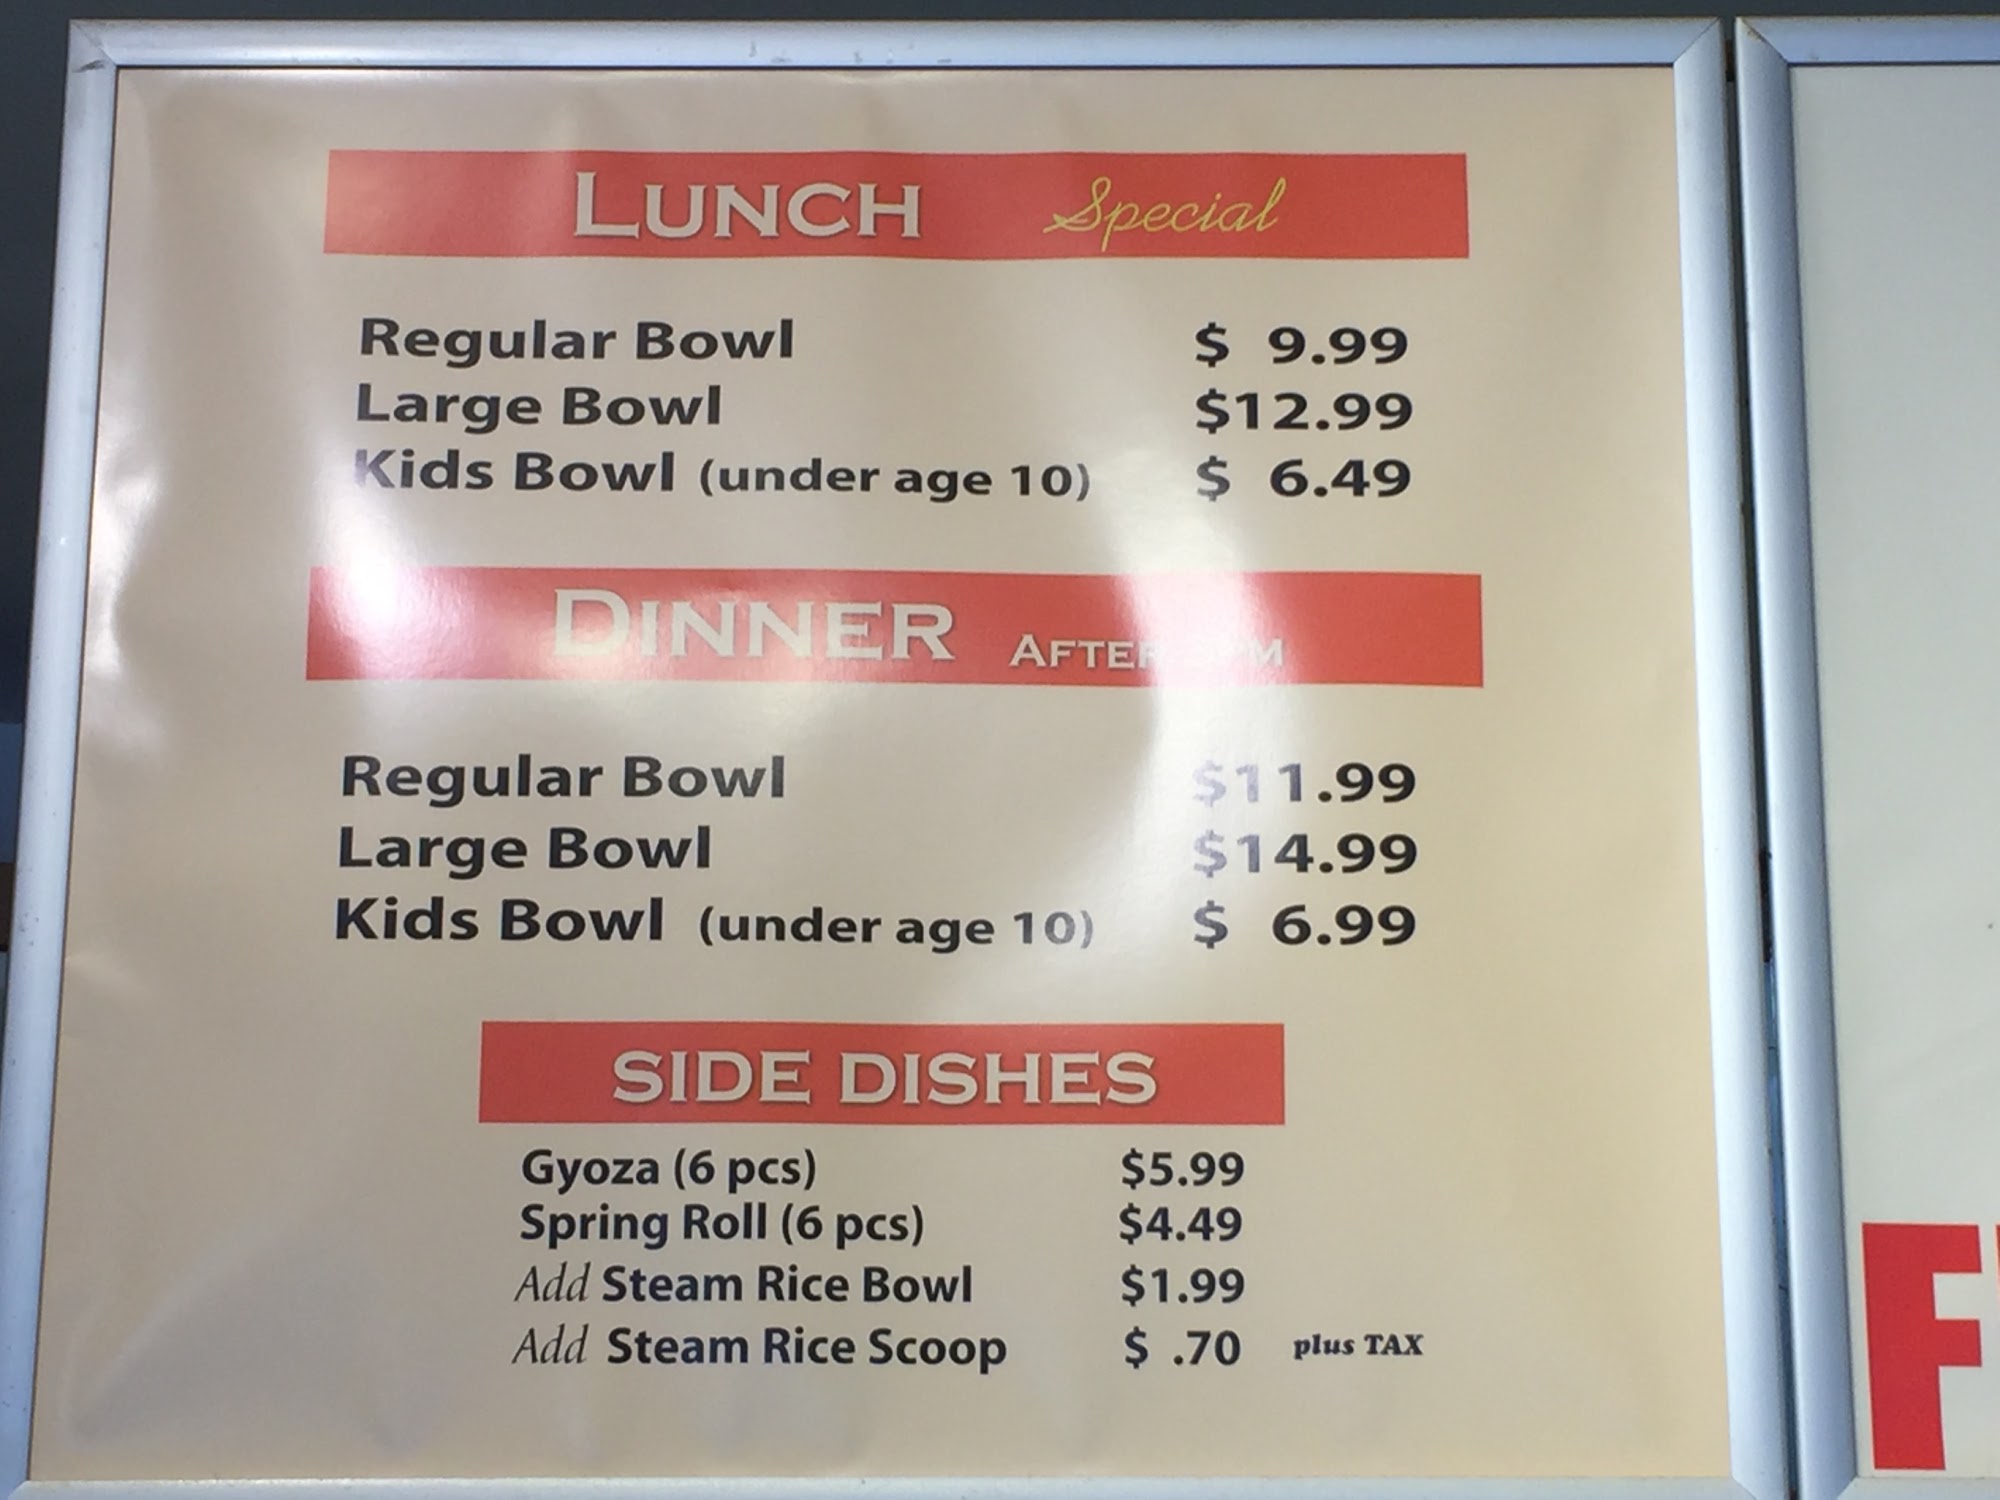 LUNCH Special
Regular Bowl $ 9.99
Large Bowl $12.99
Kids Bowl (under age 10) $ 6.49
DINNER AFTER PM
Regular Bowl $11.99
Large Bowl $14.99
Kids Bowl (under age 10) $ 6.99
SIDE DISHES
Gyoza (6 pcs) $5.99
Spring Roll (6 pcs) $4.49
Add Steam Rice Bowl $1.99
Add Steam Rice Scoop $ .70 plus TAX
F